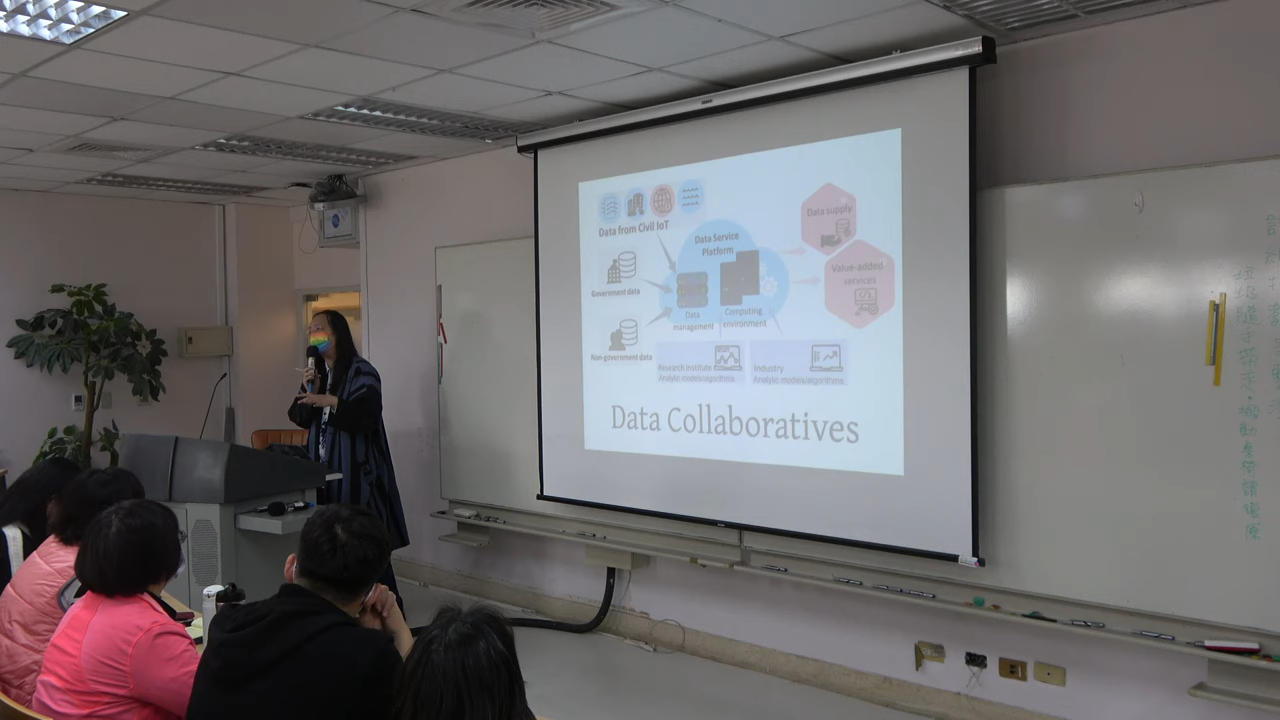 Data from Civil IoT
Government data
Non-government data
Data Service
Platform
Data
management
Computing
environment
Data supply
Value-added
services
Research Institute
Analytic models/algorithms
Industry
Analytic models/algorithms
Data Collaboratives